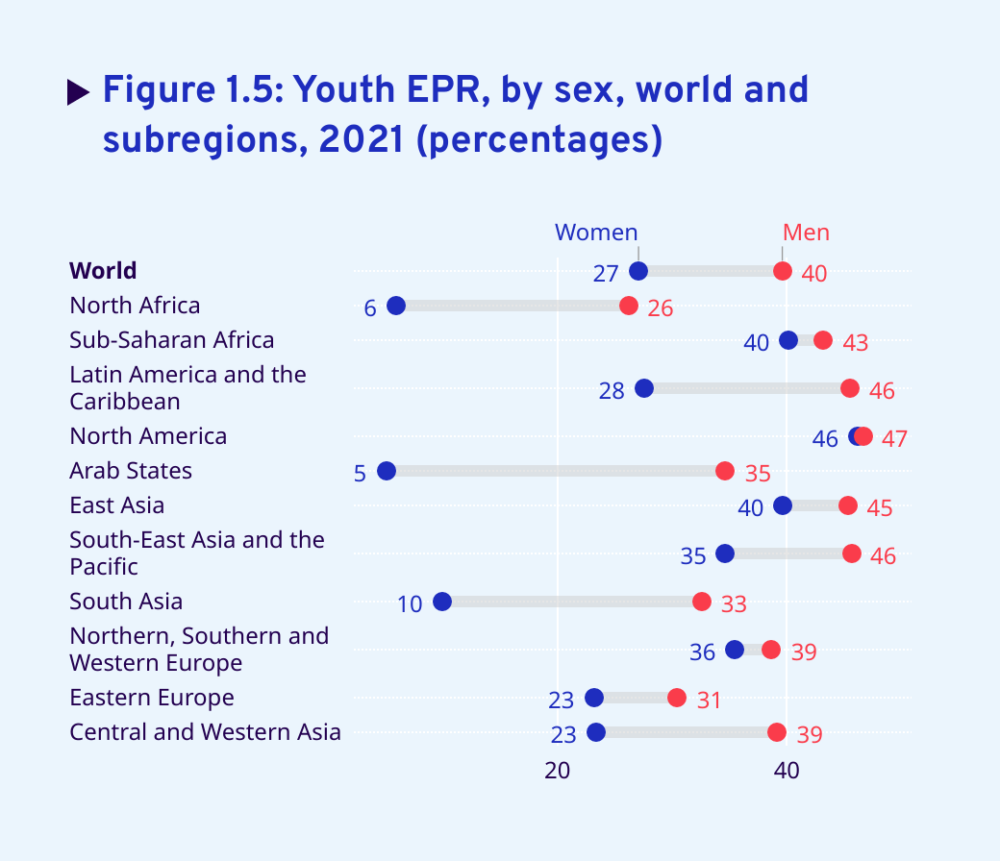 Figure 1.5: Youth EPR, by sex, world and
subregions, 2021 (percentages)
Women Men
World 27 40
North Africa 6 26
Sub-Saharan Africa 40 43
Latin America and the
Caribbean 28 46
North America 46 47
Arab States 5 35
East Asia 40 45
South-East Asia and the
Pacific 35 46
South Asia 10 33
Northern, Southern and
Western Europe 36 39
Eastern Europe 23 31
Central and Western Asia 23 39
20 40